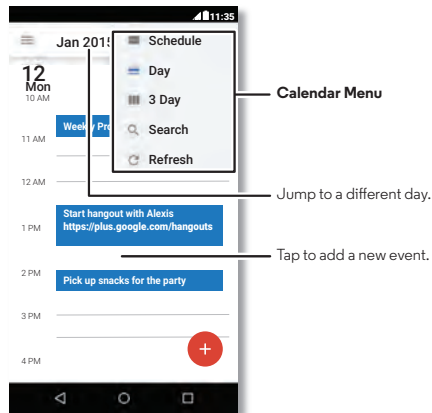 11:35
Jan 201
Schedule
12
Mon
Day
10 AM
3 Day
Calendar Menu
Weekly Pro
Search
11 AM
Refresh
12 AM
Jump to a different day.
Start hangout with Alexis
https://plus.google.com/hangouts
1 PM
Tap to add a new event.
2 PM
Pick up snacks for the party
3 PM
+
4 PM